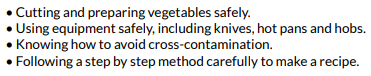 • Cutting and preparing vegetables safely.
• Using equipment safely, including knives, hot pans and hobs.
• Knowing how to avoid cross-contamination.
• Following a step by step method carefully to make a recipe.